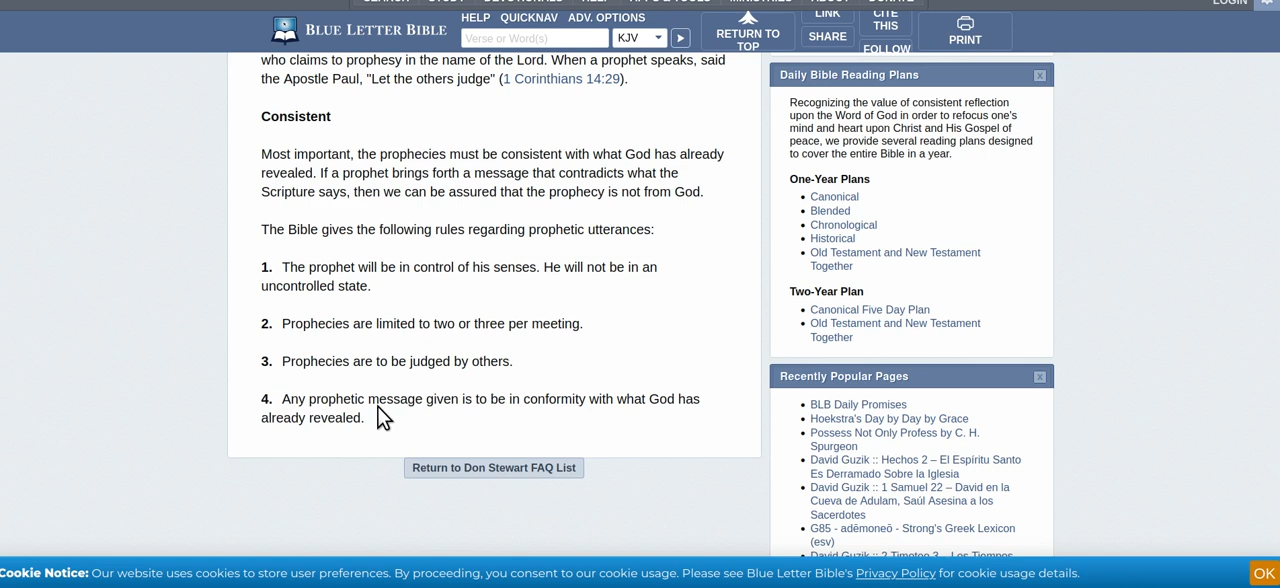 LOGIN
BLUE LETTER BIBLE
HELP QUICKNAV ADV. OPTIONS
Verse or Word(s)
KJV
RETURN TO
TOP
LINK
SHARE
CITE
THIS
FOLLOW
PRINT
who claims to prophesy in the name of the Lord. When a prophet speaks, said
the Apostle Paul, "Let the others judge" (1 Corinthians 14:29).
Consistent
Most important, the prophecies must be consistent with what God has already
revealed. If a prophet brings forth a message that contradicts what the
Scripture says, then we can be assured that the prophecy is not from God.
The Bible gives the following rules regarding prophetic utterances:
1. The prophet will be in control of his senses. He will not be in an
uncontrolled state.
2. Prophecies are limited to two or three per meeting.
3. Prophecies are to be judged by others.
4. Any prophetic message given is to be in conformity with what God has
already revealed.
Return to Don Stewart FAQ List
Daily Bible Reading Plans
x
Recognizing the value of consistent reflection
upon the Word of God in order to refocus one's
mind and heart upon Christ and His Gospel of
peace, we provide several reading plans designed
to cover the entire Bible in a year.
One-Year Plans
• Canonical
• Blended
• Chronological
• Historical
• Old Testament and New Testament
Together
Two-Year Plan
• Canonical Five Day Plan
• Old Testament and New Testament
Together
Recently Popular Pages
x
• BLB Daily Promises
• Hoekstra's Day by Day by Grace
• Possess Not Only Profess by C. H.
Spurgeon
• David Guzik :: Hechos 2 – El Espíritu Santo
Es Derramado Sobre la Iglesia
• David Guzik :: 1 Samuel 22 – David en la
Cueva de Adulam, Saúl Asesina a los
Sacerdotes
• G85 - adēmoneō - Strong's Greek Lexicon
(esv)
• David Guzik :: 2 Timoteo 3 – Los Tiempos
Cookie Notice: Our website uses cookies to store user preferences. By proceeding, you consent to our cookie usage. Please see Blue Letter Bible's Privacy Policy for cookie usage details.
OK